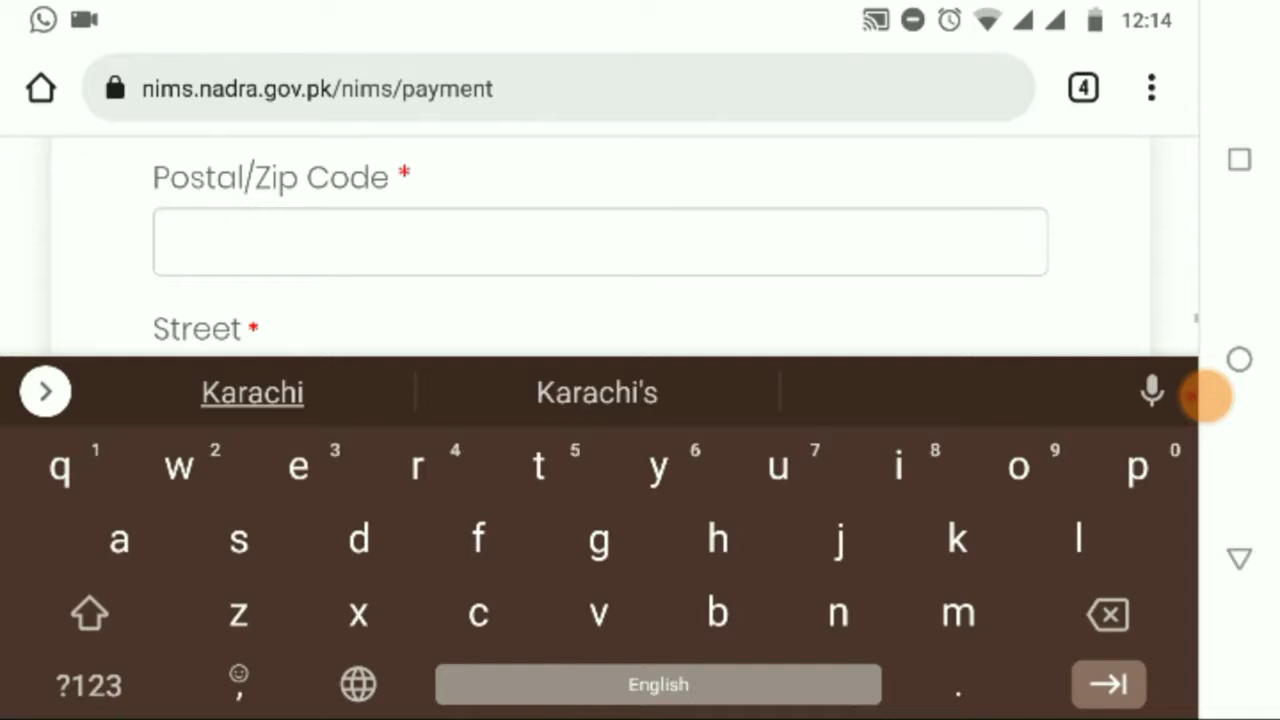 12:14
nims.nadra.gov.pk/nims/payment
4
Postal/Zip Code *
Street *
Karachi Karachi's
q 1 w 2 e 3 r 4 t 5 y 6 u 7 i 8 o 9 p 0
a s d f g h j k l
z x c v b n m
?123 , English .